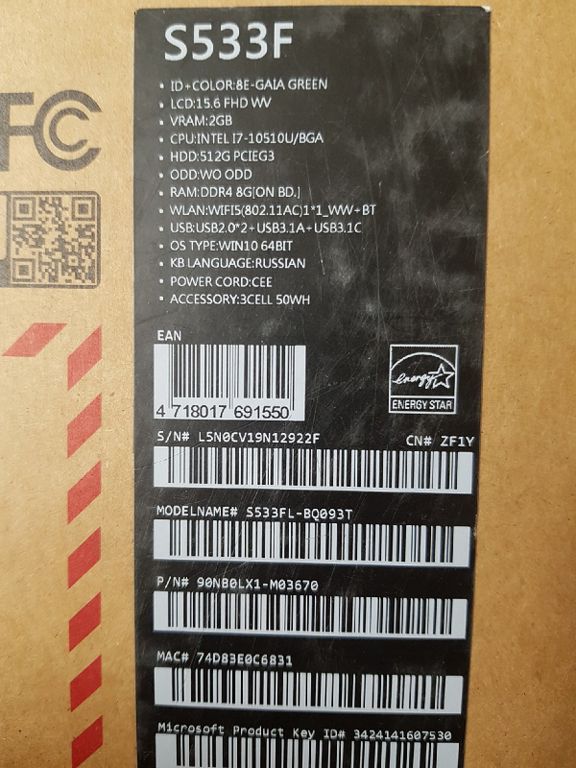 S533F
• ID+COLOR:8E-GAIA GREEN
• LCD:15.6 FHD WV
• VRAM:2GB
• CPU:INTEL I7-10510U/BGA
• HDD:512G PCIEG3
• ODD:WO ODD
• RAM:DDR4 8G[ON BD.]
• WLAN:WIFI5(802.11AC)1*1_WW+BT
• USB:USB2.0*2+USB3.1A+USB3.1C
• OS TYPE:WIN10 64BIT
• KB LANGUAGE:RUSSIAN
• POWER CORD:CEE
• ACCESSORY:3CELL 50WH
FC
EAN
4 718017 691550
energy
ENERGY STAR
S/N# L5N0CV19N12922F CN# ZF1Y
MODELNAME# S533FL-BQ093T
P/N# 90NB0LX1-M03670
MAC# 74D83E0C6831
Microsoft Product Key ID# 3424141607530